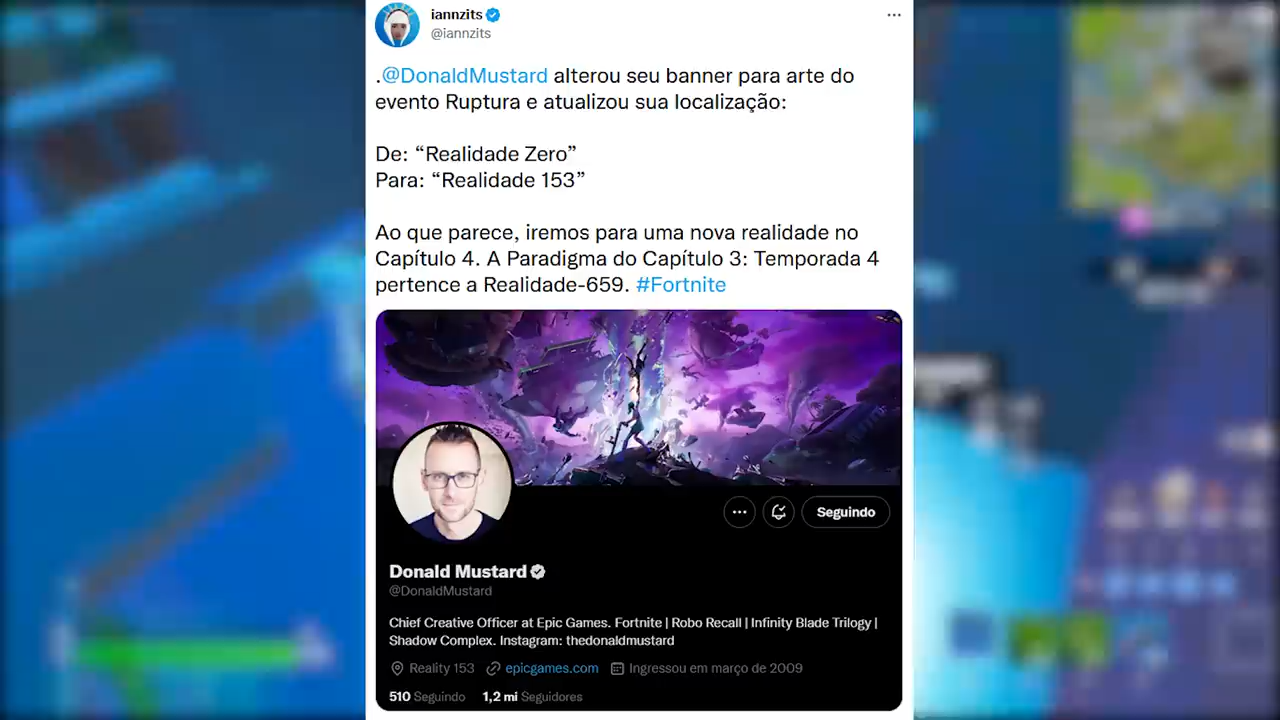 iannzits
@iannzits
.@DonaldMustard alterou seu banner para arte do
evento Ruptura e atualizou sua localização:
De: “Realidade Zero”
Para: “Realidade 153”
Ao que parece, iremos para uma nova realidade no
Capítulo 4. A Paradigma do Capítulo 3: Temporada 4
pertence a Realidade-659. #Fortnite
Seguindo
Donald Mustard
@DonaldMustard
Chief Creative Officer at Epic Games. Fortnite | Robo Recall | Infinity Blade Trilogy |
Shadow Complex. Instagram: thedonaldmustard
Reality 153 epicgames.com Ingressou em março de 2009
510 Seguindo 1,2 mi Seguidores